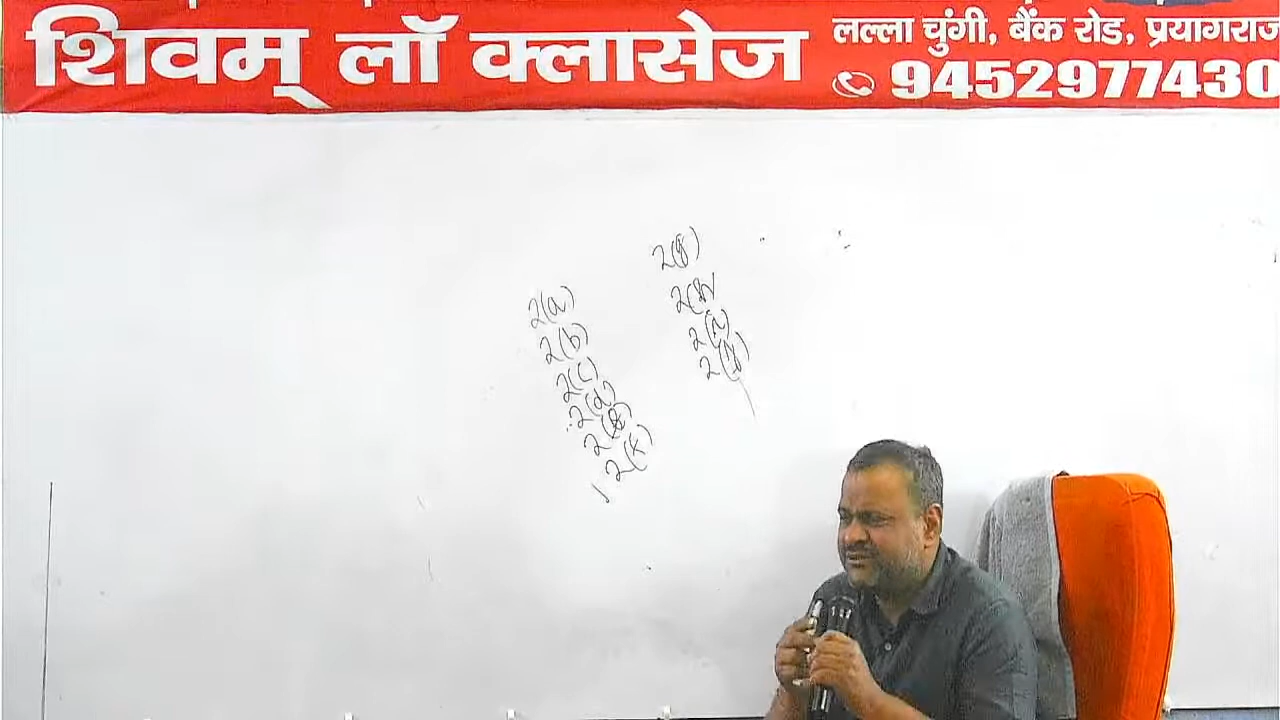 शिवम् लॉ क्लासेज
लल्ला चुंगी, बैंक रोड, प्रयागराज
9452977430
2(a)
2(b)
2(c)
2(d)
2(e)
2(f)
2(g)
2(h)
2(i)
2(j)